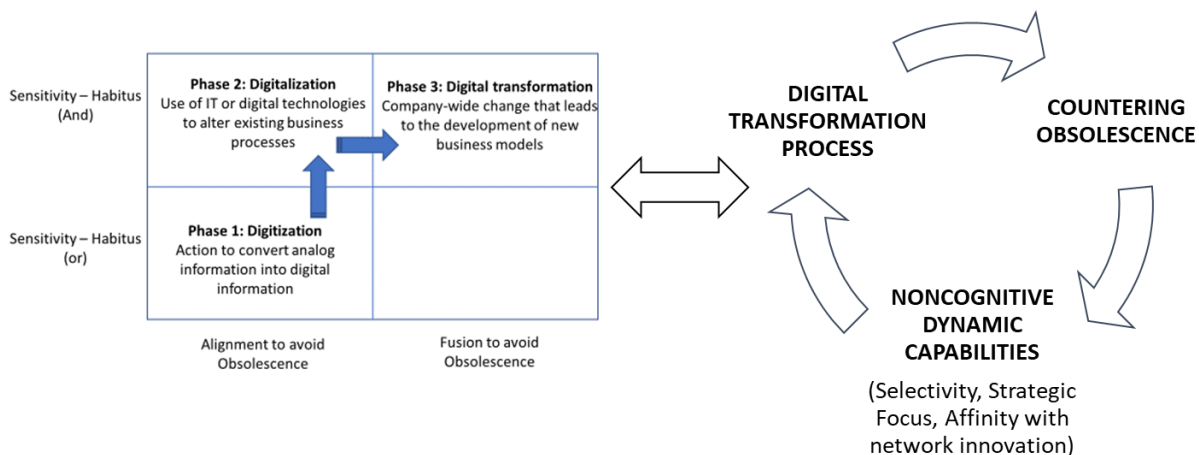 Sensitivity – Habitus
(And)
Phase 2: Digitalization
Use of IT or digital technologies
to alter existing business
processes
Phase 3: Digital transformation
Company-wide change that leads
to the development of new
business models
Sensitivity – Habitus
(or)
Phase 1: Digitization
Action to convert analog
information into digital
information
Alignment to avoid
Obsolescence
Fusion to avoid
Obsolescence
DIGITAL
TRANSFORMATION
PROCESS
COUNTERING
OBSOLESCENCE
NONCOGNITIVE
DYNAMIC
CAPABILITIES
(Selectivity, Strategic
Focus, Affinity with
network innovation)